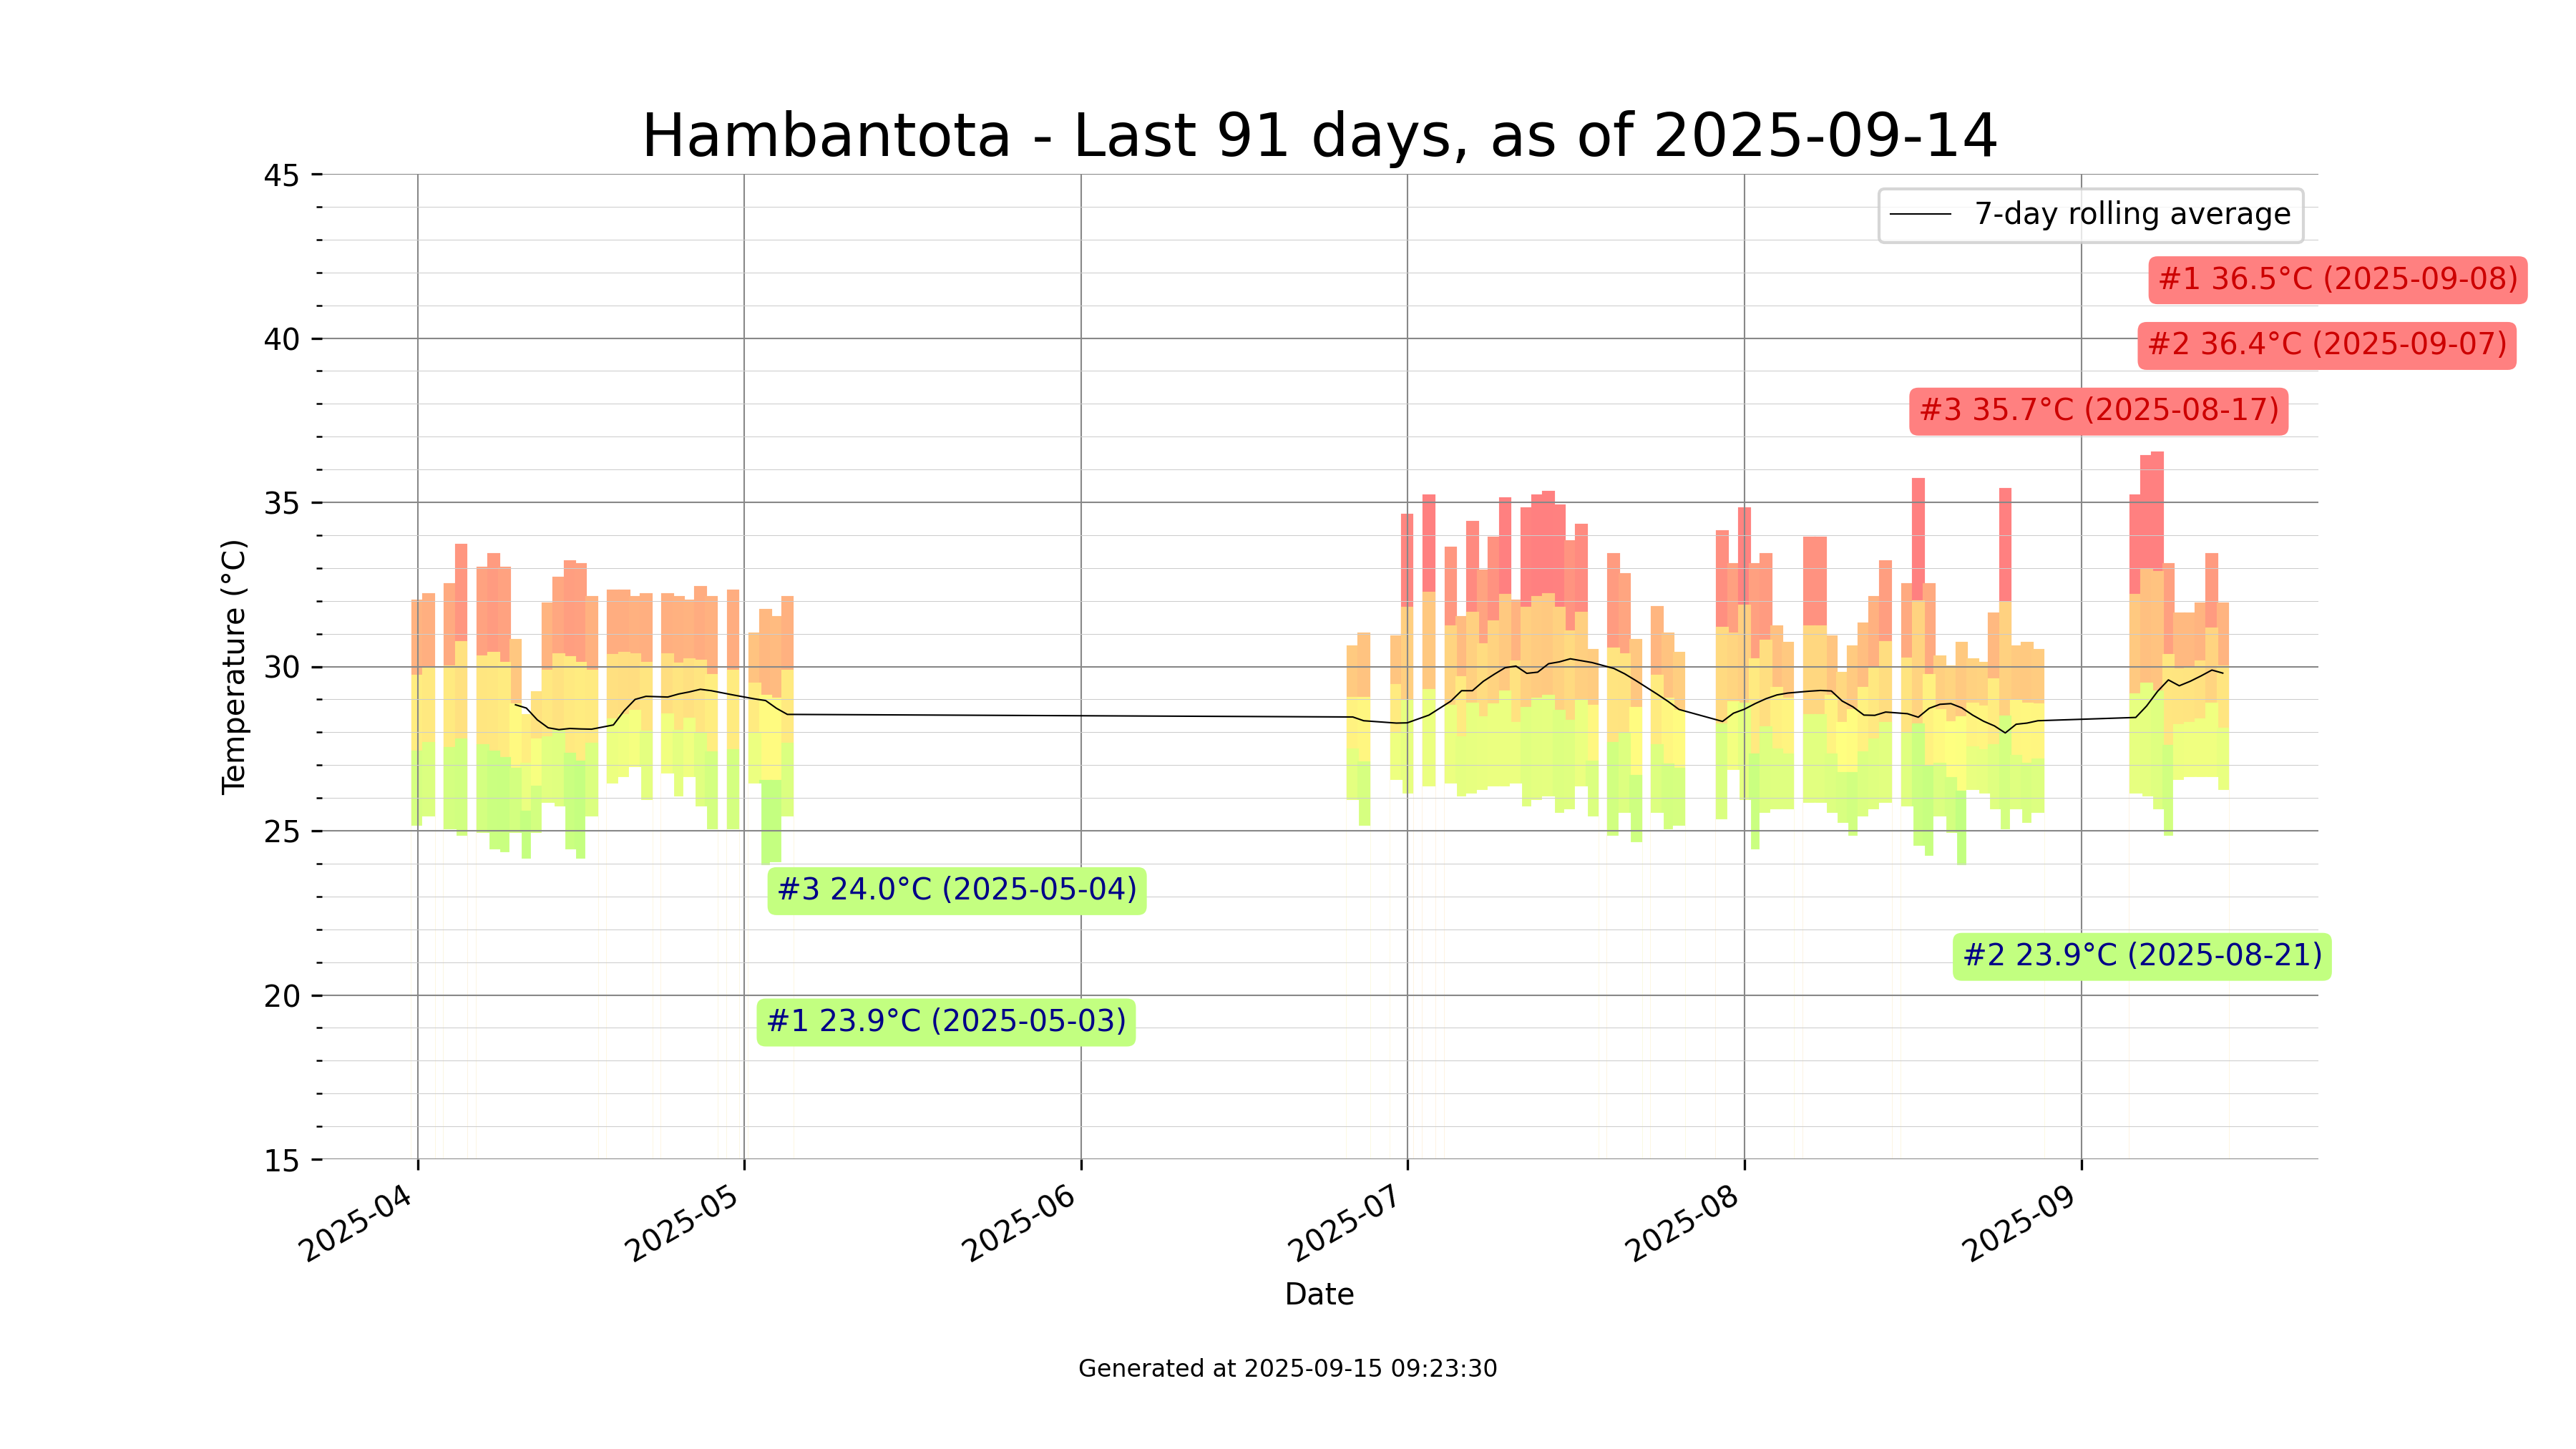 Hambantota - Last 91 days, as of 2025-09-14
45
40
35
30
25
20
15
Temperature (°C)
7-day rolling average
#1 36.5°C (2025-09-08)
#2 36.4°C (2025-09-07)
#3 35.7°C (2025-08-17)
#3 24.0°C (2025-05-04)
#2 23.9°C (2025-08-21)
#1 23.9°C (2025-05-03)
2025-04
2025-05
2025-06
2025-07
2025-08
2025-09
Date
Generated at 2025-09-15 09:23:30